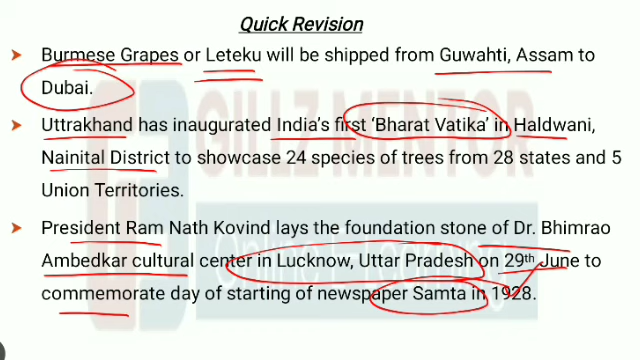 Quick Revision
➤ Burmese Grapes or Leteku will be shipped from Guwahti, Assam to
Dubai.
➤ Uttrakhand has inaugurated India's first 'Bharat Vatika' in Haldwani,
Nainital District to showcase 24 species of trees from 28 states and 5
Union Territories.
➤ President Ram Nath Kovind lays the foundation stone of Dr. Bhimrao
Ambedkar cultural center in Lucknow, Uttar Pradesh on 29th June to
commemorate day of starting of newspaper Samta in 1928.
GILLZ MENTOR